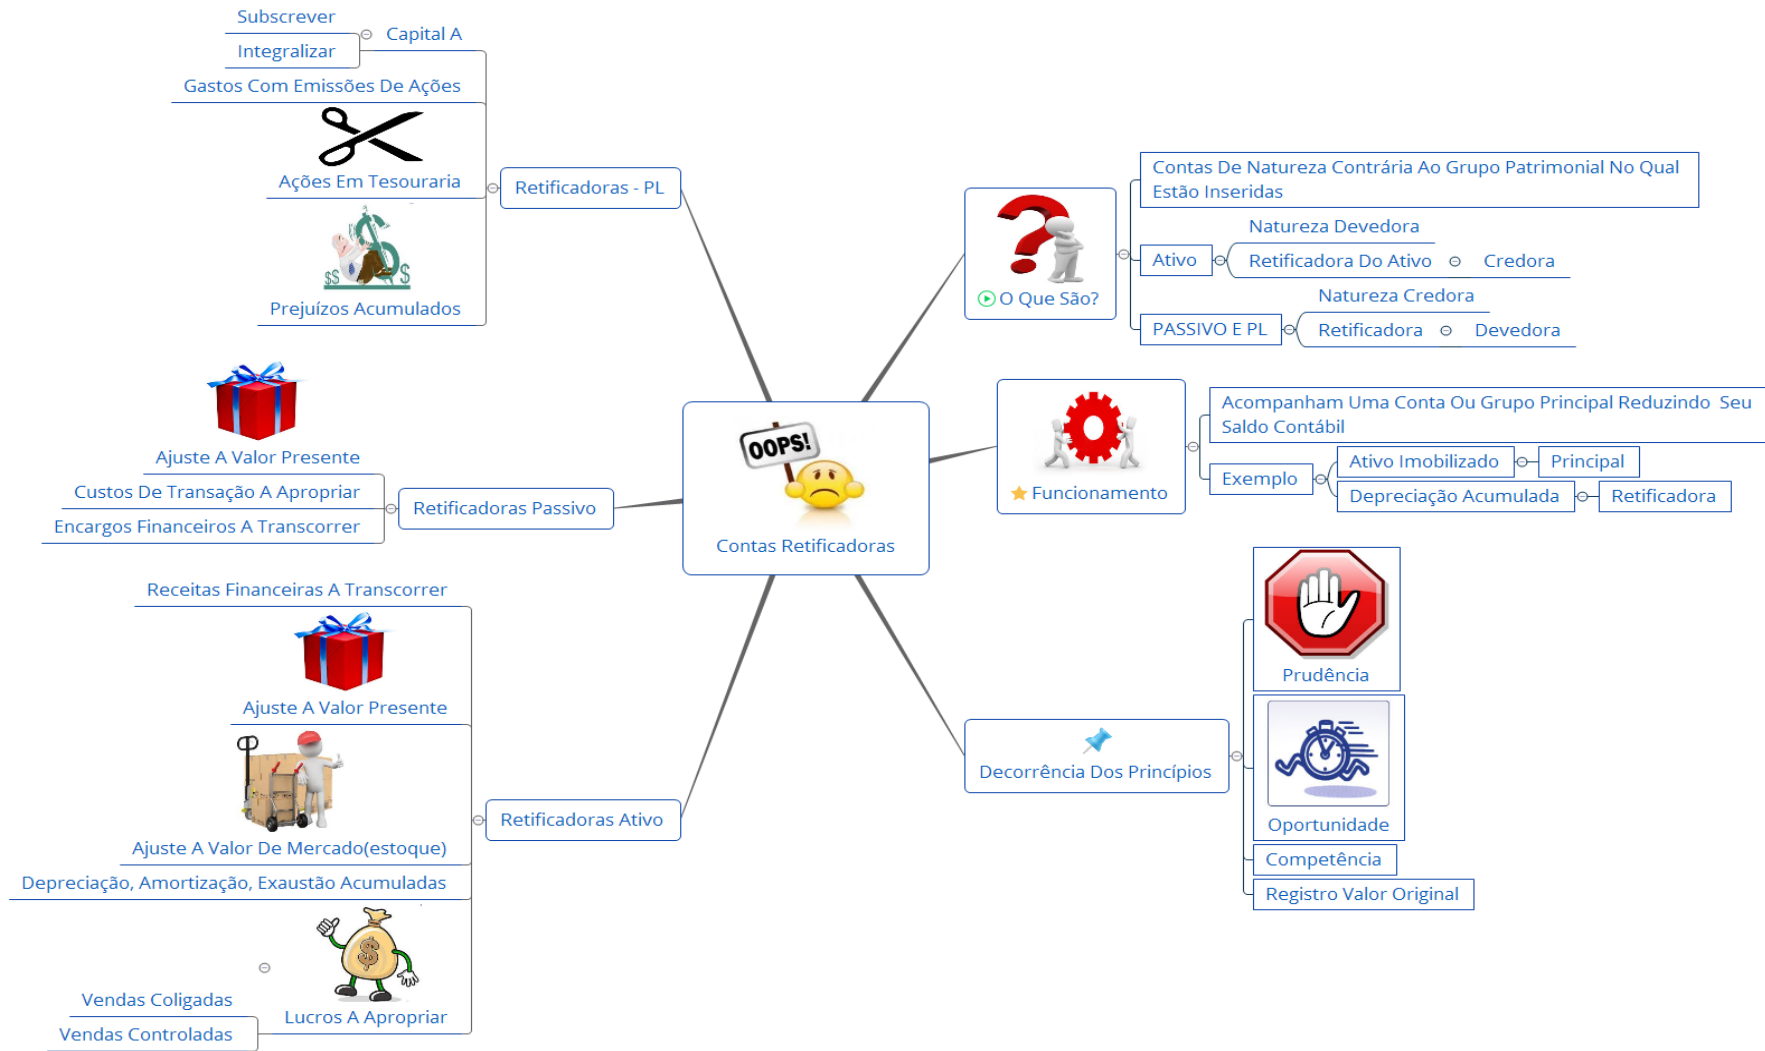 Subscrever
Integralizar
Capital A
Gastos Com Emissões De Ações
Ações Em Tesouraria
$$
$
Prejuízos Acumulados
Retificadoras - PL
Ajuste A Valor Presente
Custos De Transação A Apropriar
Encargos Financeiros A Transcorrer
Retificadoras Passivo
Receitas Financeiras A Transcorrer
Ajuste A Valor Presente
Ajuste A Valor De Mercado(estoque)
Depreciação, Amortização, Exaustão Acumuladas
$
Lucros A Apropriar
Vendas Coligadas
Vendas Controladas
Retificadoras Ativo
OOPS!
Contas Retificadoras
O Que São?
Contas De Natureza Contrária Ao Grupo Patrimonial No Qual
Estão Inseridas
Ativo
Natureza Devedora
Retificadora Do Ativo
Credora
PASSIVO E PL
Natureza Credora
Retificadora
Devedora
Funcionamento
Acompanham Uma Conta Ou Grupo Principal Reduzindo Seu
Saldo Contábil
Exemplo
Ativo Imobilizado
Principal
Depreciação Acumulada
Retificadora
Decorrência Dos Princípios
Prudência
Oportunidade
Competência
Registro Valor Original